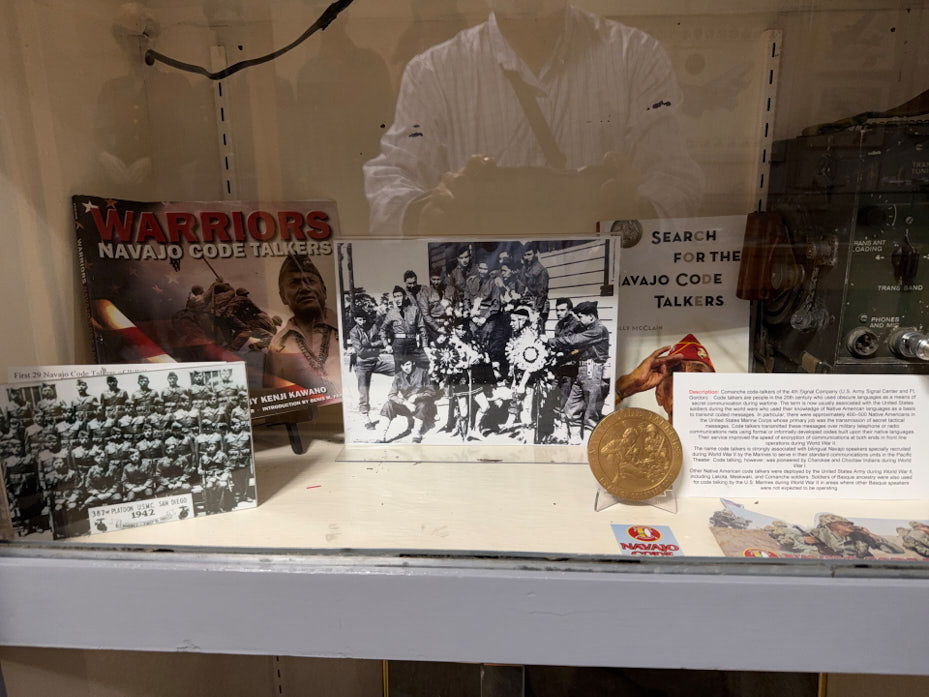 WARRIORS
NAVAJO CODE TALKERS
WARRIORS
KENJI KAWANO
INTRODUCTION BY
First 29 Navajo Code Talkers
382ND PLATOON U.S.M.C. SAN DIEGO
1942
SEARCH
FOR THE
NAVAJO CODE
TALKERS
SALLY MCCLAIN
TRANS ANT
LOADING
TRANS BAND
PHONES
AND MIC
Description: Comanche code-talkers of the 4th Signal Company (U.S. Army Signal Center and Ft.
Gordon). Code talkers are people in the 20th century who used obscure languages as a means of
secret communication during wartime. The term is now usually associated with the United States
soldiers during the world wars who used their knowledge of Native American languages as a basis
to transmit coded messages. In particular, there were approximately 400–500 Native Americans in
the United States Marine Corps whose primary job was the transmission of secret tactical
messages. Code talkers transmitted these messages over military telephone or radio
communications nets using formal or informally developed codes built upon their native languages.
Their service improved the speed of encryption of communications at both ends in front line
operations during World War II.
The name code talkers is strongly associated with bilingual Navajo speakers specially recruited
during World War II by the Marines to serve in their standard communications units in the Pacific
Theater. Code talking, however, was pioneered by Cherokee and Choctaw Indians during World
War I.
Other Native American code talkers were deployed by the United States Army during World War II,
including Lakota, Meskwaki, and Comanche soldiers. Soldiers of Basque ancestry were also used
for code talking by the U.S. Marines during World War II in areas where other Basque speakers
were not expected to be operating.
NAVAJO
CODE